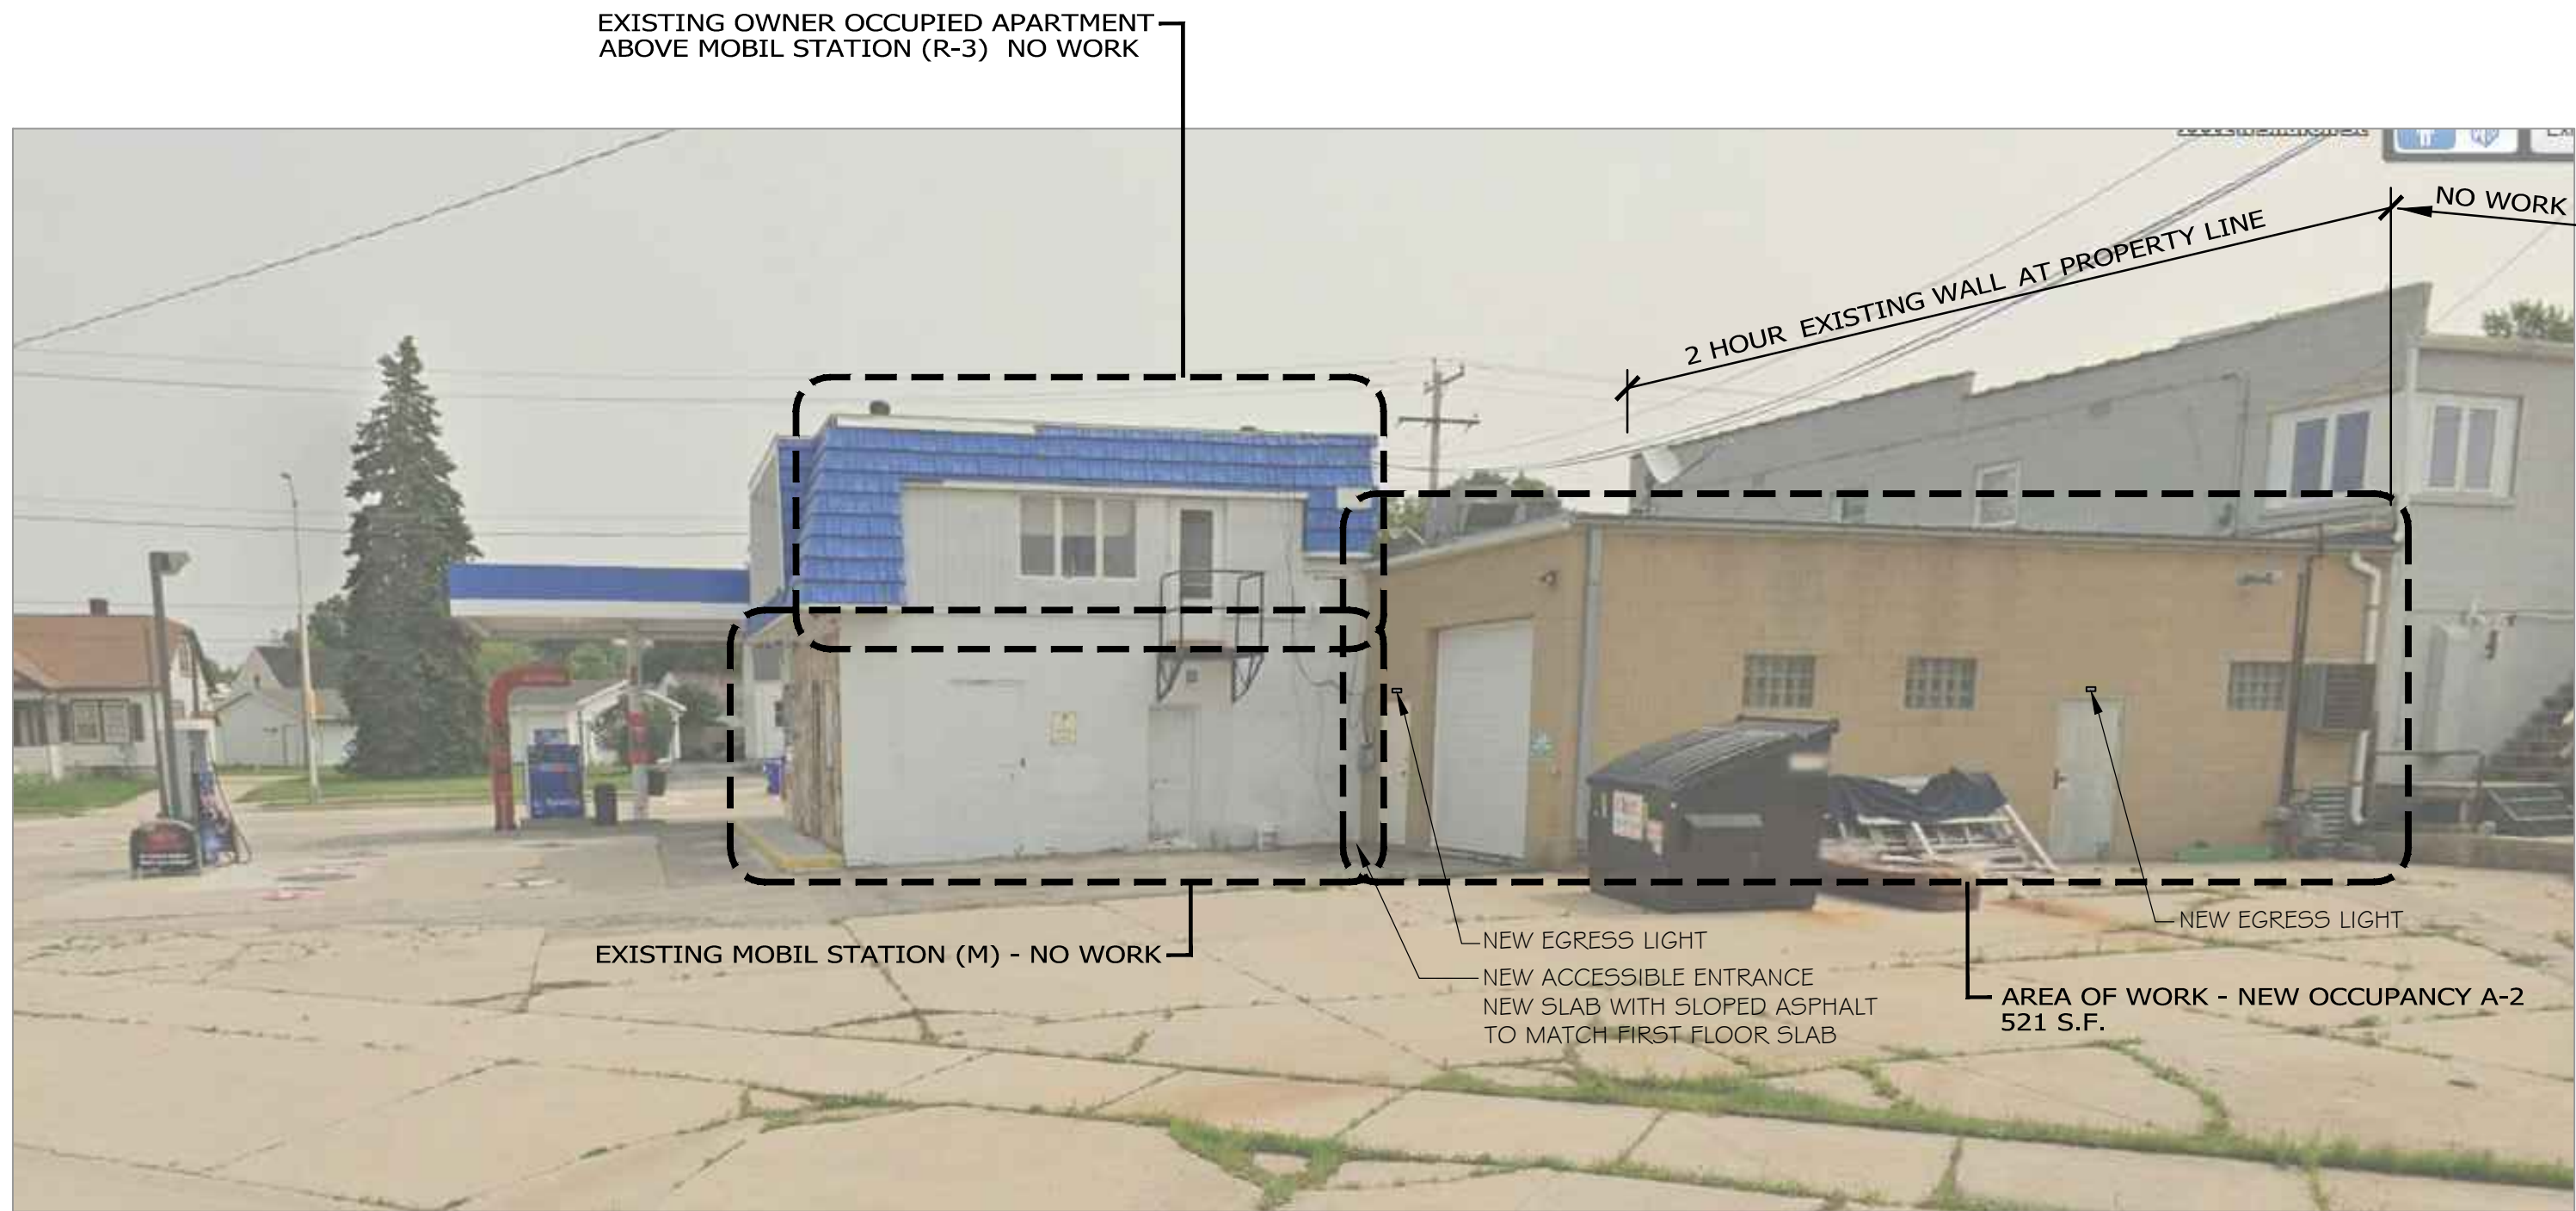 EXISTING OWNER OCCUPIED APARTMENT
ABOVE MOBIL STATION (R-3) NO WORK
NO WORK
2 HOUR EXISTING WALL AT PROPERTY LINE
EXISTING MOBIL STATION (M) - NO WORK
NEW EGRESS LIGHT
NEW ACCESSIBLE ENTRANCE
NEW SLAB WITH SLOPED ASPHALT
TO MATCH FIRST FLOOR SLAB
NEW EGRESS LIGHT
AREA OF WORK - NEW OCCUPANCY A-2
521 S.F.